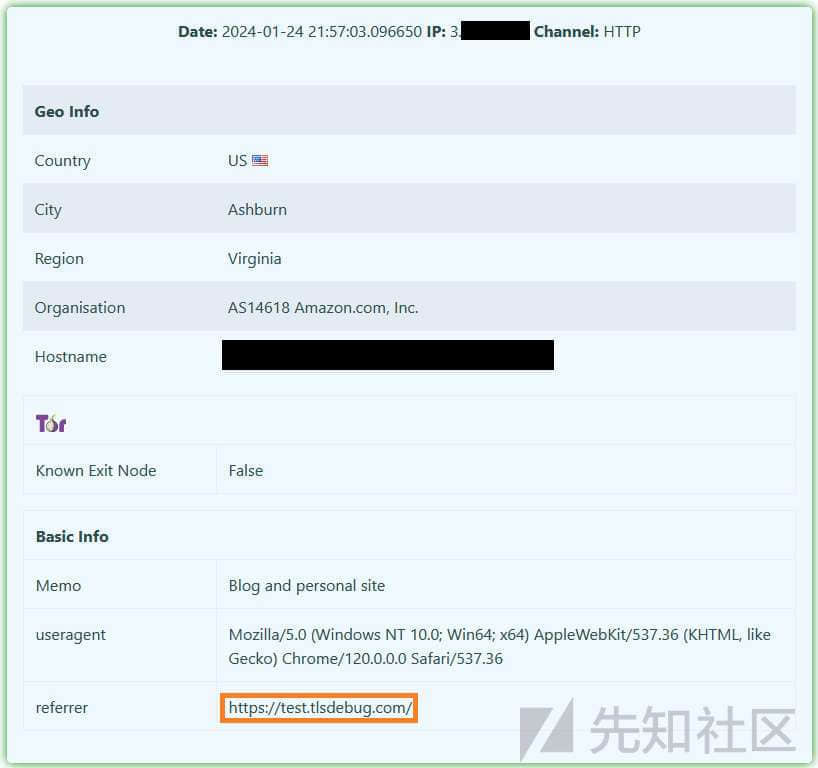 Date: 2024-01-24 21:57:03.096650 IP: 3. Channel: HTTP
Geo Info
Country US
City Ashburn
Region Virginia
Organisation AS14618 Amazon.com, Inc.
Hostname
Tor
Known Exit Node False
Basic Info
Memo Blog and personal site
useragent Mozilla/5.0 (Windows NT 10.0; Win64; x64) AppleWebKit/537.36 (KHTML, like
Gecko) Chrome/120.0.0.0 Safari/537.36
referrer https://test.tlsdebug.com/
先知社区